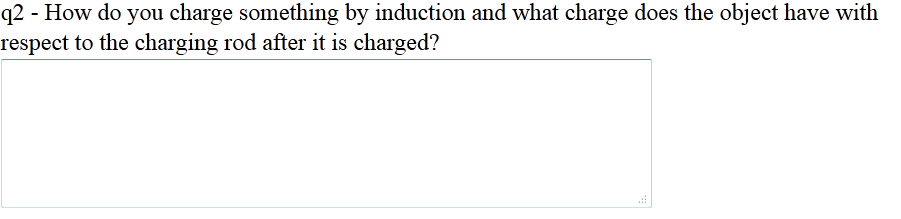 q2 - How do you charge something by induction and what charge does the object have with
respect to the charging rod after it is charged?